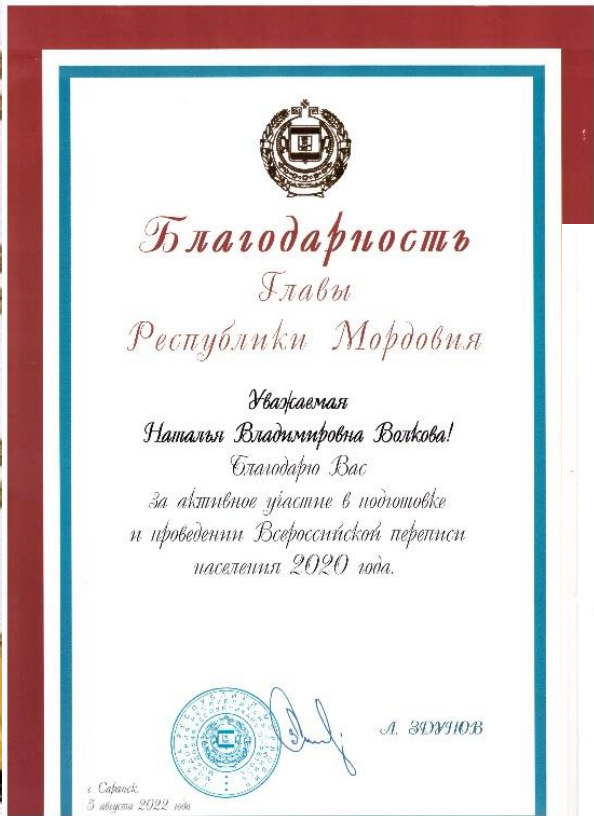 Благодарность
Главы
Республики Мордовия
Уважаемая
Наталья Владимировна Волкова!
Благодарю Вас
за активное участие в подготовке
и проведении Всероссийской переписи
населения 2020 года.
А. ЗДУНОВ
г. Саранск,
5 августа 2022 года